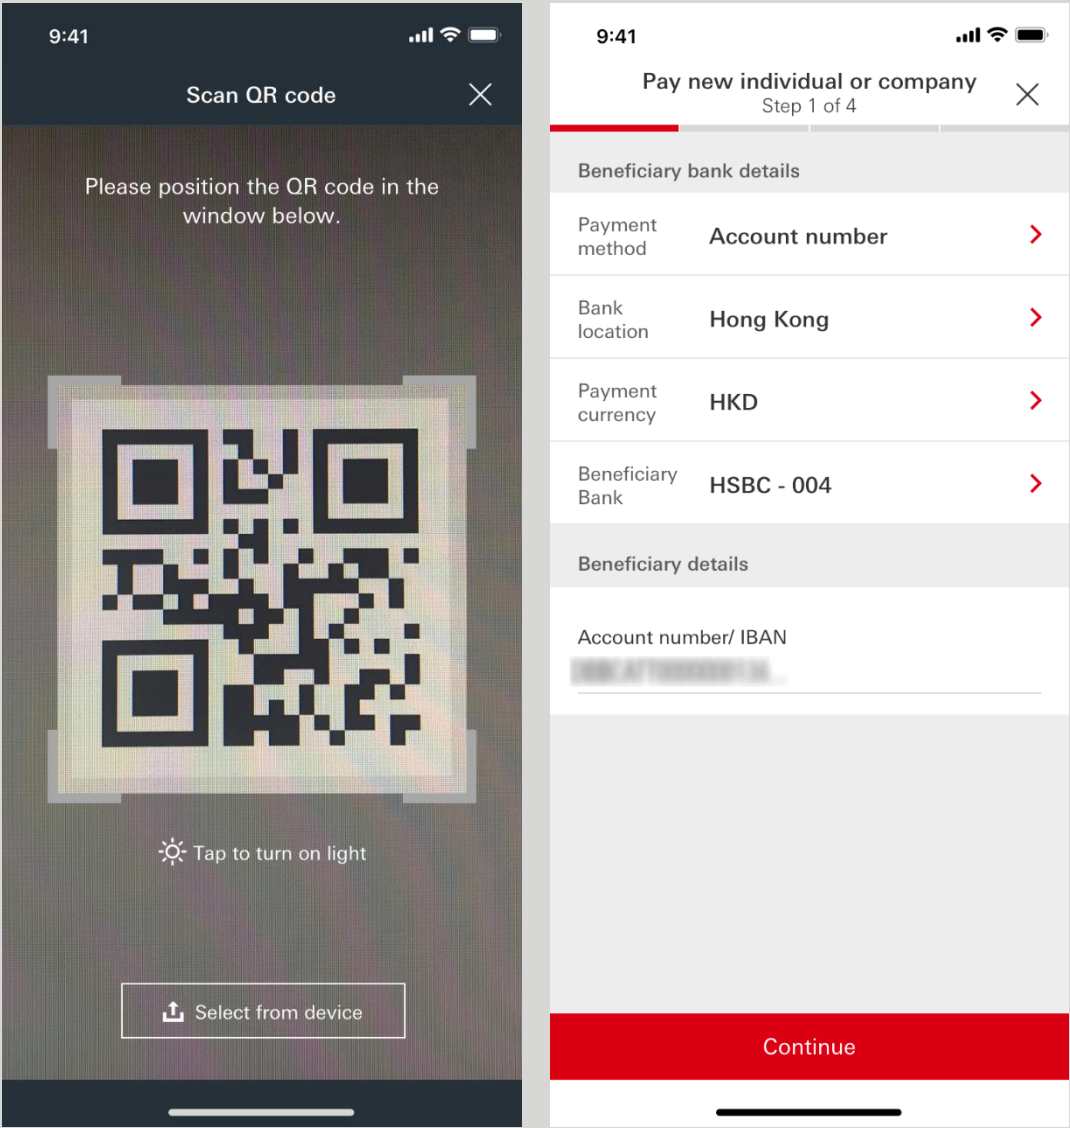 9:41
Scan QR code
Please position the QR code in the
window below.
Tap to turn on light
Select from device
9:41
Pay new individual or company
Step 1 of 4
Beneficiary bank details
Payment
method
Account number
Bank
location
Hong Kong
Payment
currency
HKD
Beneficiary
Bank
HSBC - 004
Beneficiary details
Account number/ IBAN
Continue